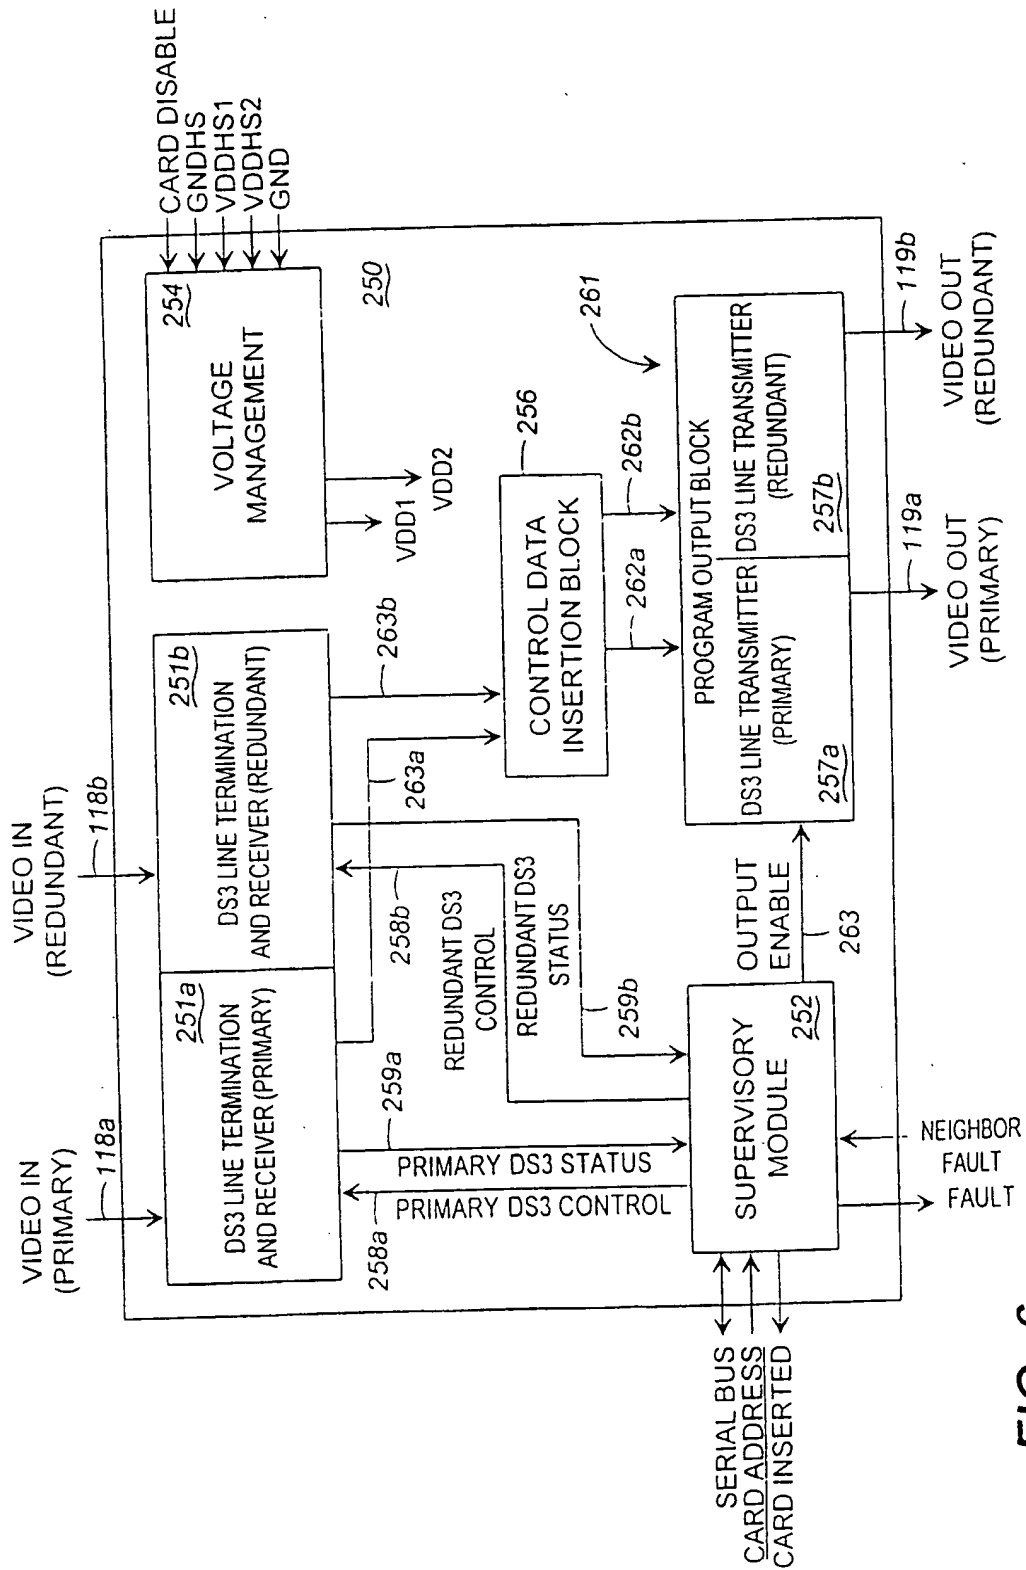 VIDEO IN
(PRIMARY)
118a
VIDEO IN
(REDUNDANT)
118b
251a
DS3 LINE TERMINATION
AND RECEIVER (PRIMARY)
251b
DS3 LINE TERMINATION
AND RECEIVER (REDUNDANT)
254
VOLTAGE
MANAGEMENT
CARD DISABLE
GNDHS
VDDHS1
VDDHS2
GND
250
VDD1
VDD2
258a
PRIMARY DS3 CONTROL
PRIMARY DS3 STATUS
259a
263a
263b
258b
REDUNDANT DS3
CONTROL
REDUNDANT DS3
STATUS
259b
256
CONTROL DATA
INSERTION BLOCK
262a
262b
261
SERIAL BUS
CARD ADDRESS
CARD INSERTED
SUPERVISORY
MODULE
252
OUTPUT
ENABLE
263
PROGRAM OUTPUT BLOCK
DS3 LINE TRANSMITTER
(PRIMARY)
257a
DS3 LINE TRANSMITTER
(REDUNDANT)
257b
FAULT
NEIGHBOR
FAULT
119a
VIDEO OUT
(PRIMARY)
119b
VIDEO OUT
(REDUNDANT)